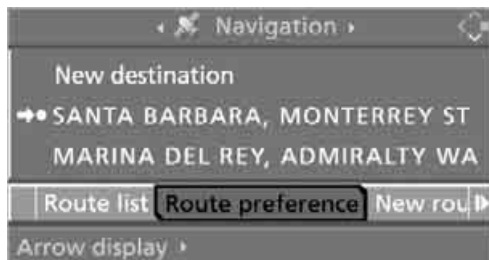 Navigation
New destination
SANTA BARBARA, MONTERREY ST
MARINA DEL REY, ADMIRALTY WA
Route list Route preference New rou
Arrow display